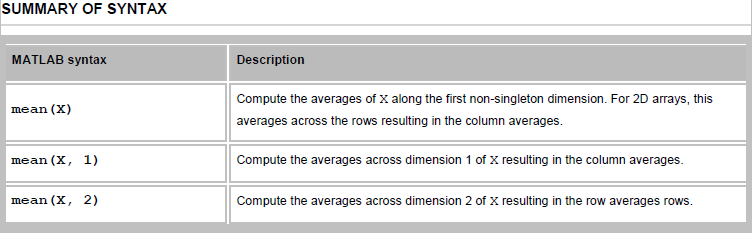 SUMMARY OF SYNTAX
MATLAB syntax Description
mean(X) Compute the averages of X along the first non-singleton dimension. For 2D arrays, this
averages across the rows resulting in the column averages.
mean(X, 1) Compute the averages across dimension 1 of X resulting in the column averages.
mean(X, 2) Compute the averages across dimension 2 of X resulting in the row averages rows.